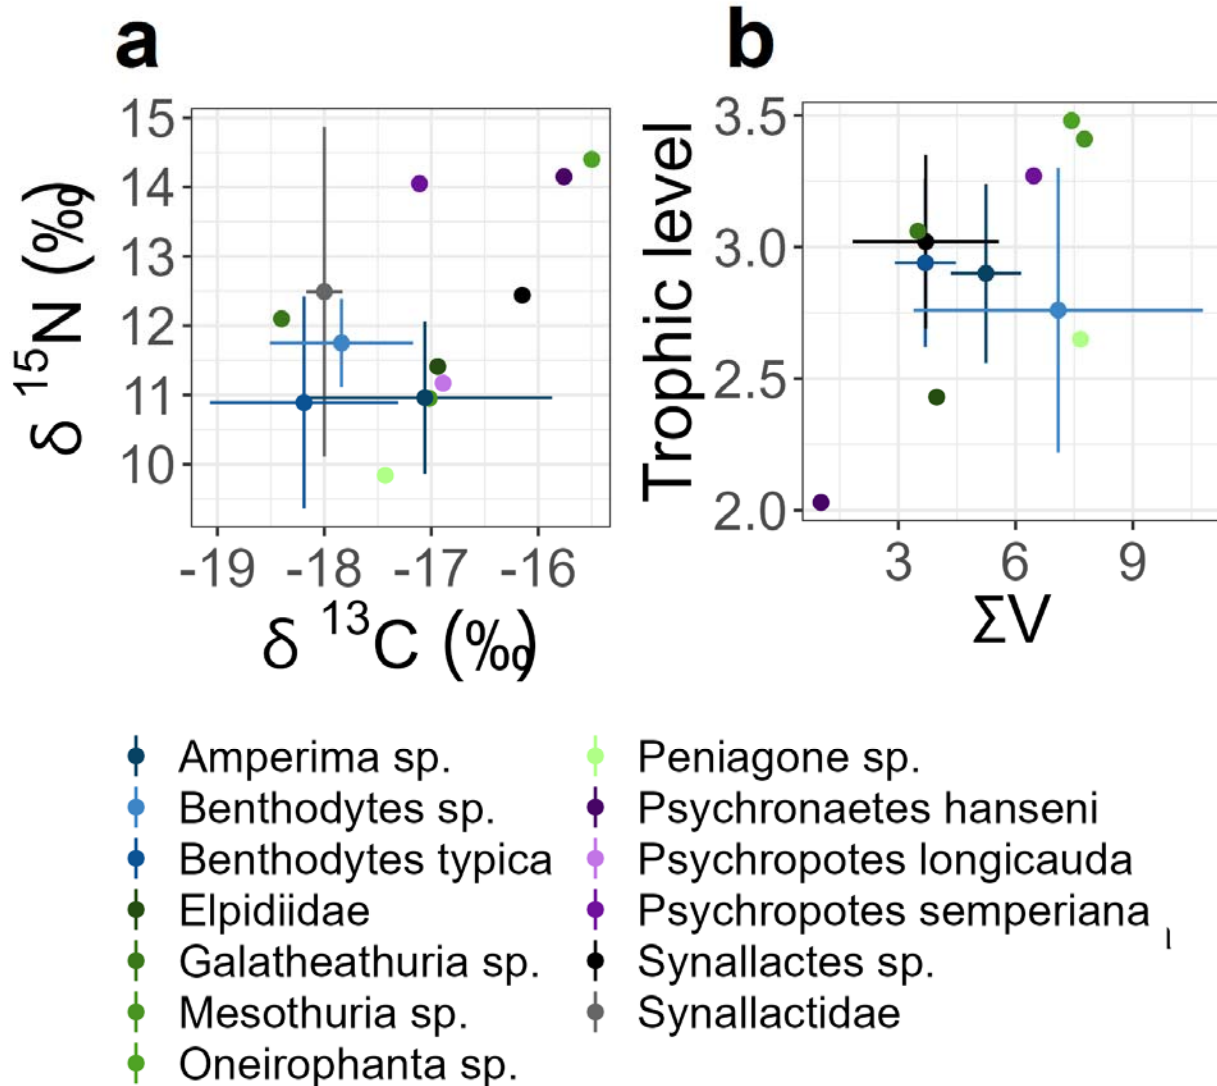 a
b
15
14
13
12
11
10
δ ¹⁵N (‰)
-19 -18 -17 -16
δ ¹³C (‰)
3.5
3.0
2.5
2.0
Trophic level
3 6 9
ΣV
Amperima sp.
Benthodytes sp.
Benthodytes typica
Elpidiidae
Galatheathuria sp.
Mesothuria sp.
Oneirophanta sp.
Peniagone sp.
Psychronaetes hanseni
Psychropotes longicauda
Psychropotes semperiana
Synallactes sp.
Synallactidae